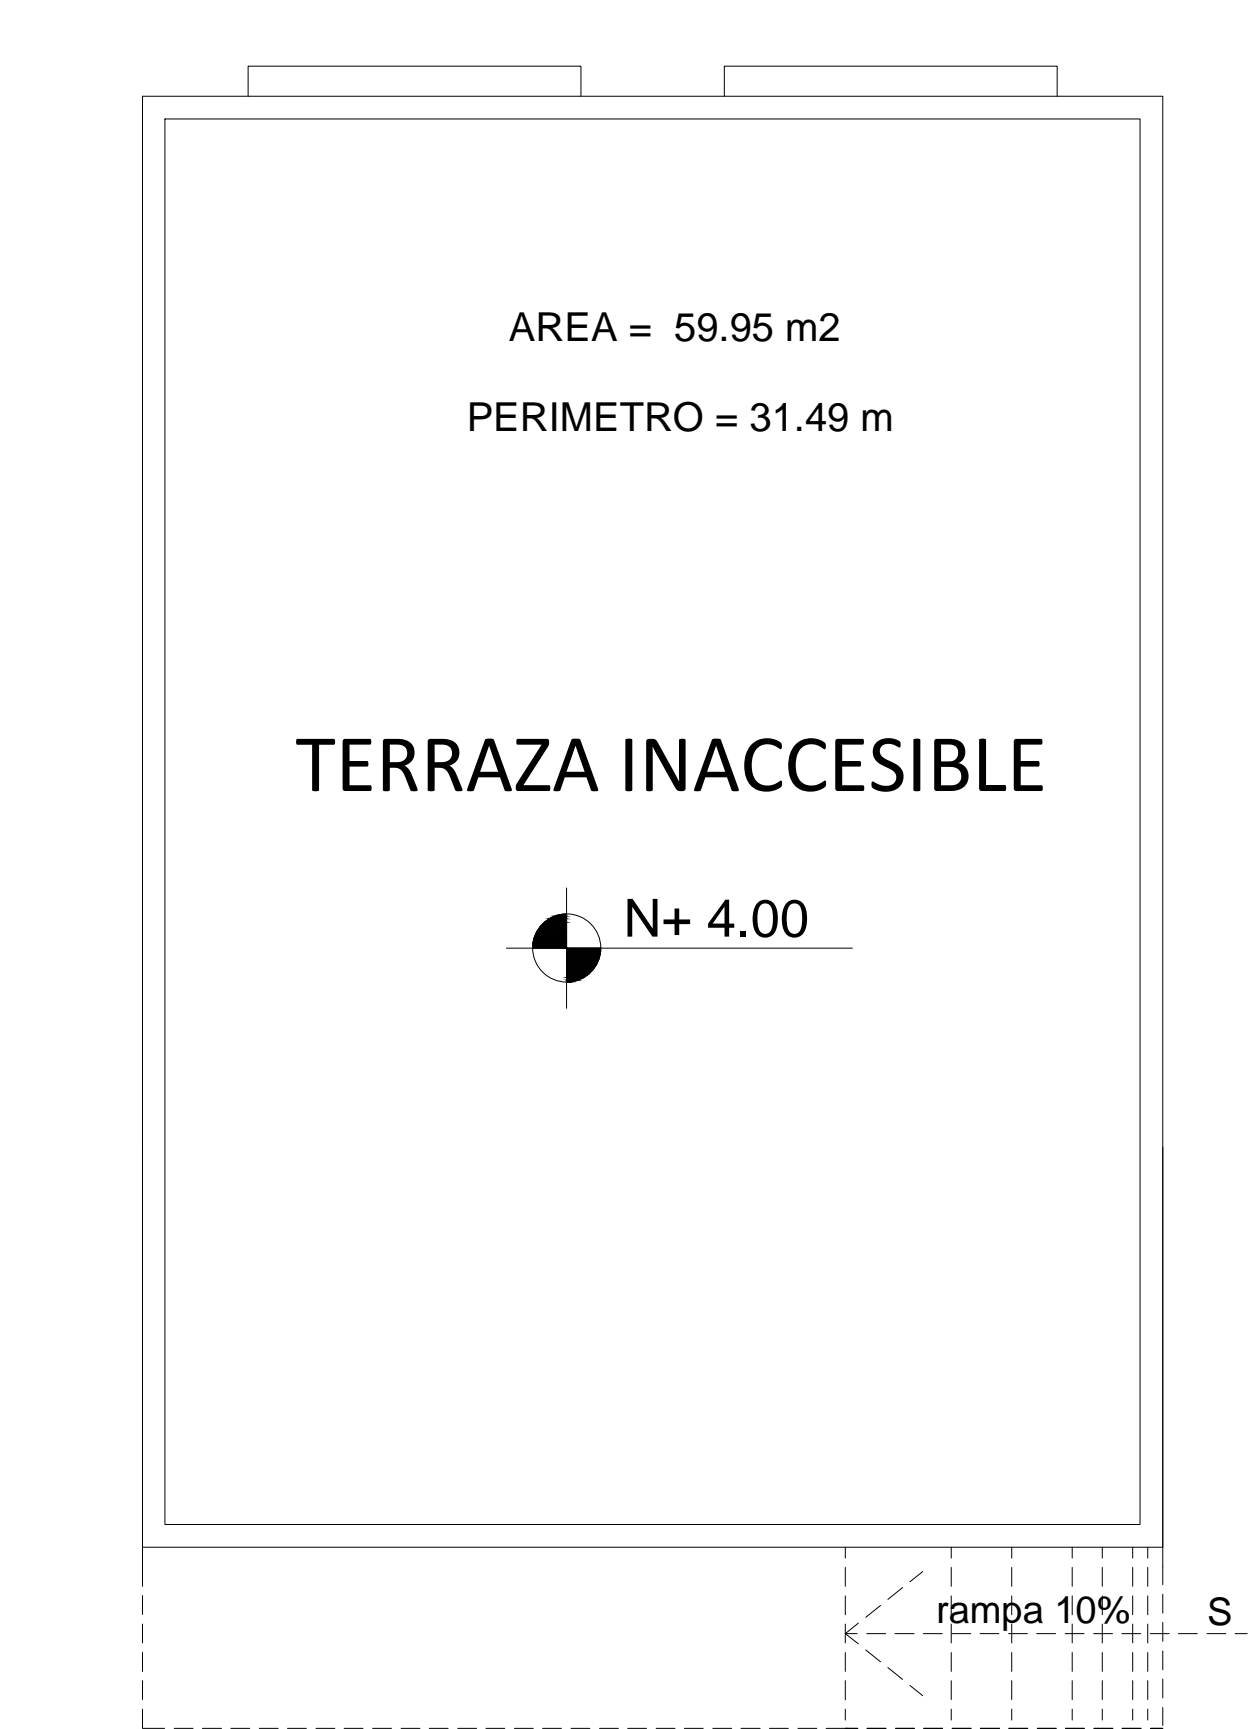 AREA = 59.95 m2
PERIMETRO = 31.49 m
TERRAZA INACCESIBLE
N+ 4.00
rampa 10% S